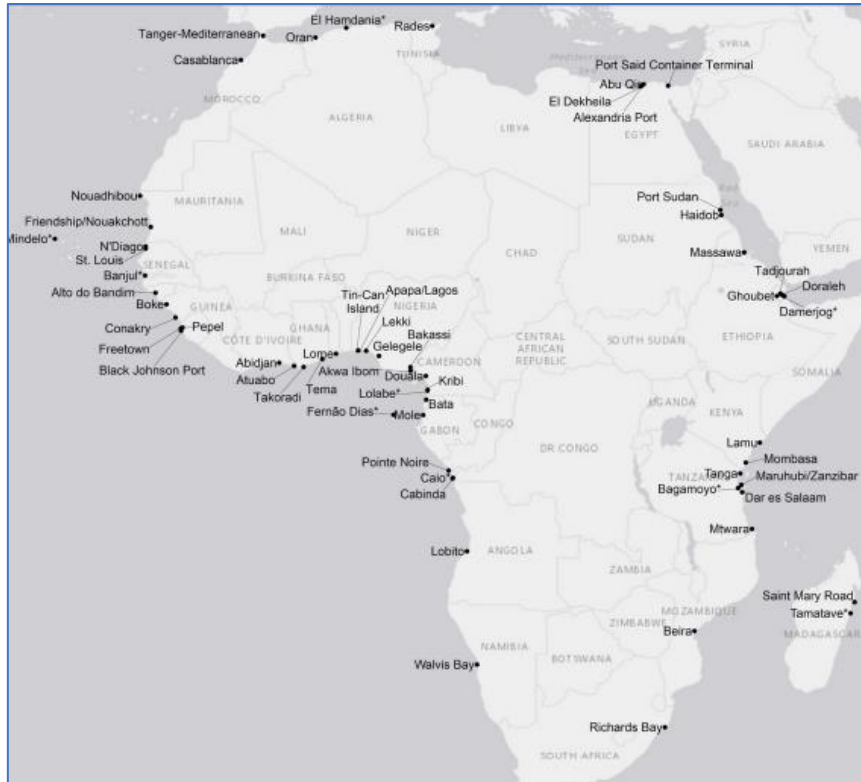 El Hamdania*
Tanger-Mediterranean
Oran
Rades
Casablanca
TUNISIA
SYRIA
Port Said Container Terminal
Abu Qir
El Dekheila
Alexandria Port
MOROCCO
ALGERIA
LIBYA
EGYPT
SAUDI ARABIA
Nouadhibou
MAURITANIA
Friendship/Nouakchott
Mindelo*
N'Diago
St. Louis
SENEGAL
Banjul*
MALI
NIGER
CHAD
SUDAN
Port Sudan
Haidob
Massawa
YEMEN
Tadjourah
Doraleh
Ghoubet
Damerjog*
Alto do Bandim
Boke
GUINEA
Conakry
Pepel
Freetown
Black Johnson Port
BURKINA FASO
Tin-Can
Island
Apapa/Lagos
NIGERIA
Lekki
Bakassi
Gelegele
GHANA
CÔTE D'IVOIRE
Abidjan
Lome
Atuabo
Takoradi
Tema
Akwa Ibom
CAMEROON
Douala
Kribi
Lolabe*
Bata
Fernão Dias*
Mole
GABON
CONGO
CENTRAL
AFRICAN
REPUBLIC
SOUTH SUDAN
ETHIOPIA
SOMALIA
UGANDA
KENYA
DR CONGO
Lamu
Mombasa
Tanga
Maruhubi/Zanzibar
TANZANIA
Bagamoyo*
Dar es Salaam
Mtwara
Pointe Noire
Caio*
Cabinda
Lobito
ANGOLA
ZAMBIA
Saint Mary Road
Tamatave*
MADAGASCAR
MOZAMBIQUE
ZIMBABWE
Beira
NAMIBIA
BOTSWANA
Walvis Bay
Richards Bay
SOUTH AFRICA